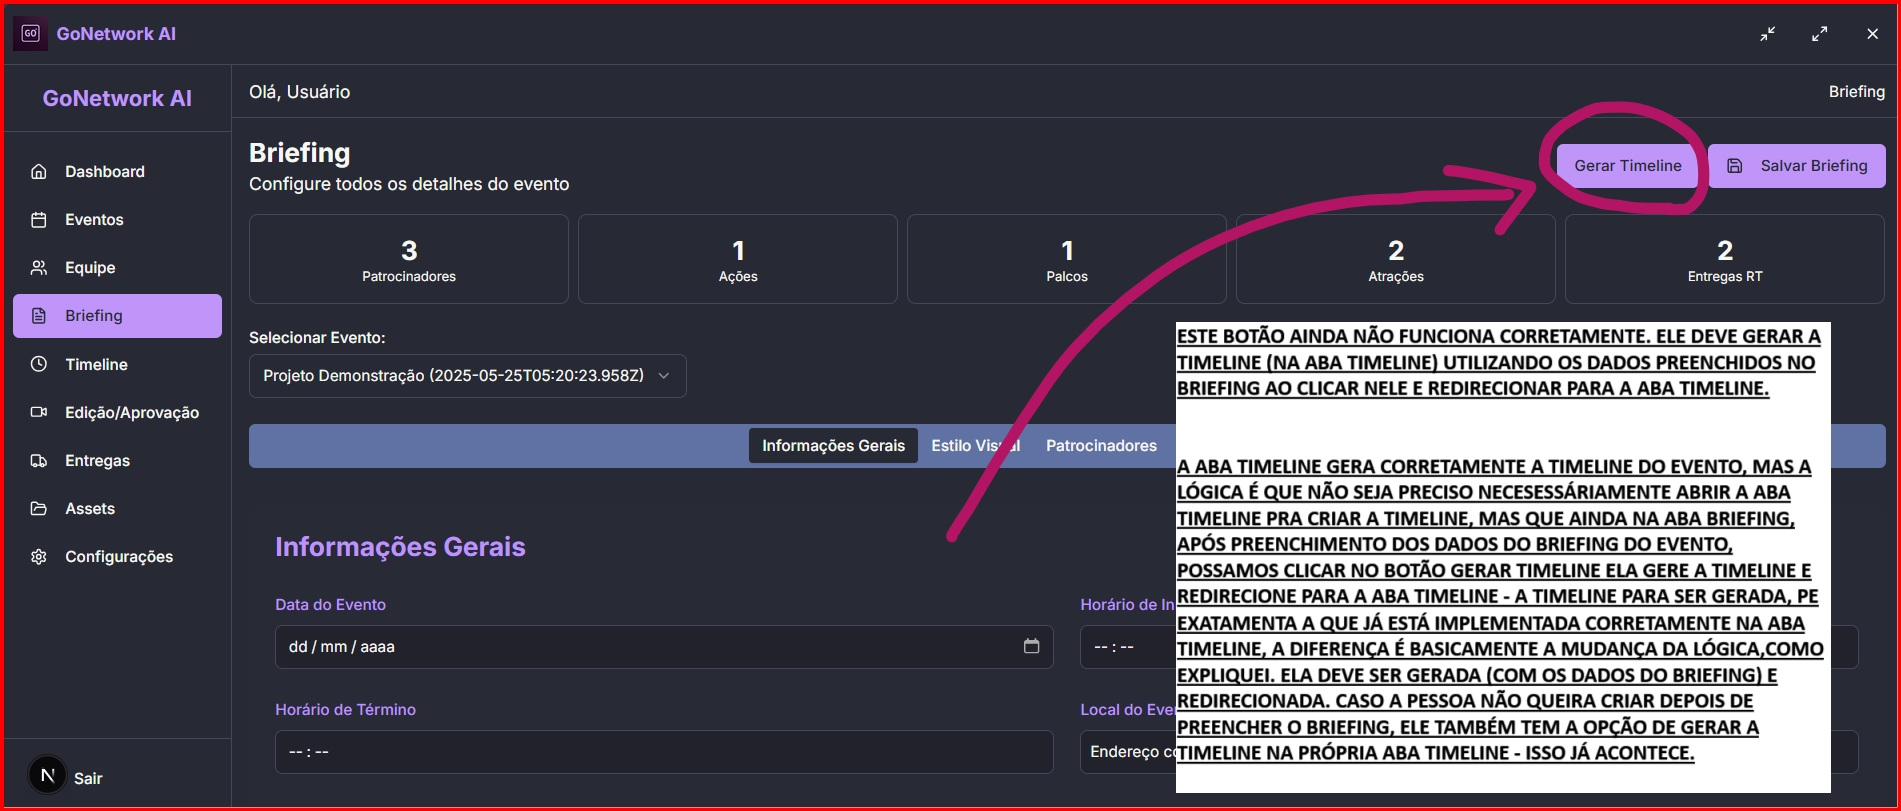 GO
GoNetwork AI
GoNetwork AI
Olá, Usuário
Briefing
Dashboard
Eventos
Equipe
Briefing
Timeline
Edição/Aprovação
Entregas
Assets
Configurações
N
Sair
Briefing
Configure todos os detalhes do evento
Gerar Timeline
Salvar Briefing
3
Patrocinadores
1
Ações
1
Palcos
2
Atrações
2
Entregas RT
Selecionar Evento:
Projeto Demonstração (2025-05-25T05:20:23.958Z)
Informações Gerais
Estilo Visual
Patrocinadores
Informações Gerais
Data do Evento
dd / mm / aaaa
Horário de In
-- : --
Horário de Término
-- : --
Local do Eve
Endereço co
ESTE BOTÃO AINDA NÃO FUNCIONA CORRETAMENTE. ELE DEVE GERAR A
TIMELINE (NA ABA TIMELINE) UTILIZANDO OS DADOS PREENCHIDOS NO
BRIEFING AO CLICAR NELE E REDIRECIONAR PARA A ABA TIMELINE.
A ABA TIMELINE GERA CORRETAMENTE A TIMELINE DO EVENTO, MAS A
LÓGICA É QUE NÃO SEJA PRECISO NECESESSÁRIAMENTE ABRIR A ABA
TIMELINE PRA CRIAR A TIMELINE, MAS QUE AINDA NA ABA BRIEFING,
APÓS PREENCHIMENTO DOS DADOS DO BRIEFING DO EVENTO,
POSSAMOS CLICAR NO BOTÃO GERAR TIMELINE ELA GERE A TIMELINE E
REDIRECIONE PARA A ABA TIMELINE - A TIMELINE PARA SER GERADA, PE
EXATAMENTA A QUE JÁ ESTÁ IMPLEMENTADA CORRETAMENTE NA ABA
TIMELINE, A DIFERENÇA É BASICAMENTE A MUDANÇA DA LÓGICA,COMO
EXPLIQUEI. ELA DEVE SER GERADA (COM OS DADOS DO BRIEFING) E
REDIRECIONADA. CASO A PESSOA NÃO QUEIRA CRIAR DEPOIS DE
PREENCHER O BRIEFING, ELE TAMBÉM TEM A OPÇÃO DE GERAR A
TIMELINE NA PRÓPRIA ABA TIMELINE - ISSO JÁ ACONTECE.